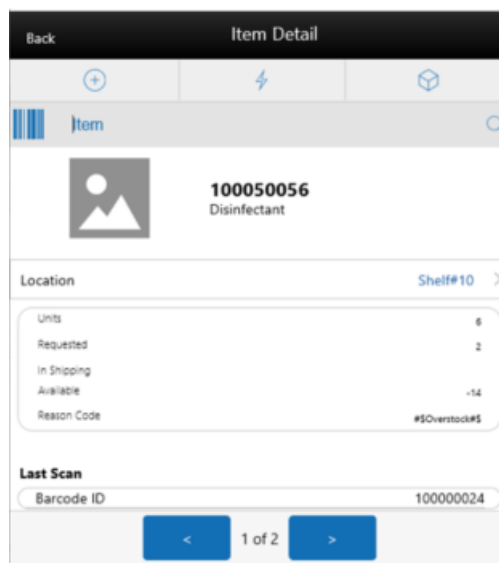 Back Item Detail
Item
100050056
Disinfectant
Location Shelf#10 >
Units 6
Requested 2
In Shipping
Available -14
Reason Code #$Overstock#$
Last Scan
Barcode ID 100000024
< 1 of 2 >